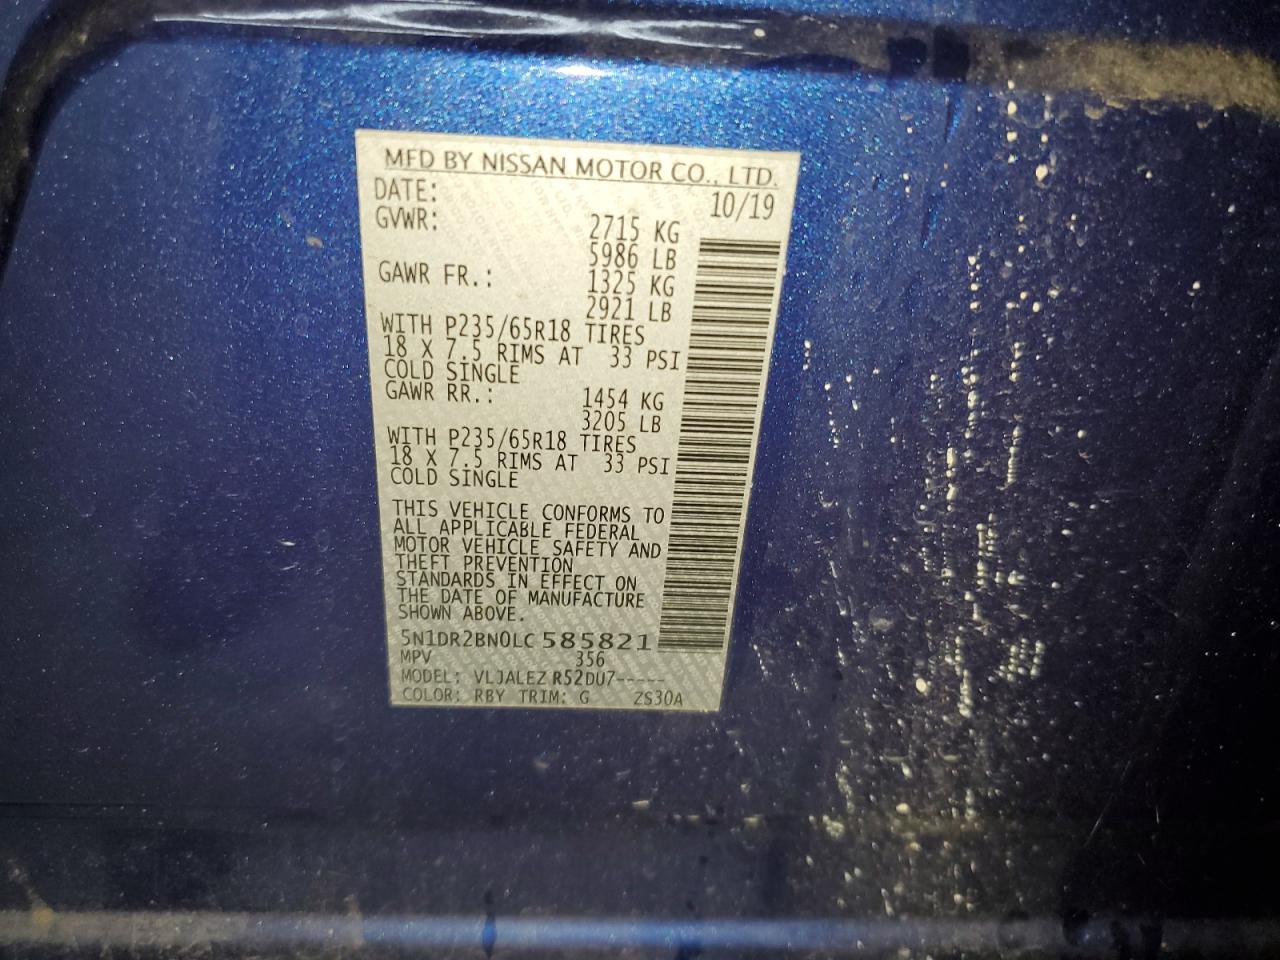 MFD BY NISSAN MOTOR CO., LTD.
DATE: 10/19
GVWR: 2715 KG
5986 LB
GAWR FR.: 1325 KG
2921 LB
WITH P235/65R18 TIRES
18 X 7.5 RIMS AT 33 PSI
COLD SINGLE
GAWR RR.: 1454 KG
3205 LB
WITH P235/65R18 TIRES
18 X 7.5 RIMS AT 33 PSI
COLD SINGLE
THIS VEHICLE CONFORMS TO
ALL APPLICABLE FEDERAL
MOTOR VEHICLE SAFETY AND
THEFT PREVENTION
STANDARDS IN EFFECT ON
THE DATE OF MANUFACTURE
SHOWN ABOVE.
5N1DR2BN0LC 585821
MPV 356
MODEL: VLJALEZ R52DU7-----
COLOR: RBY TRIM: G ZS30A